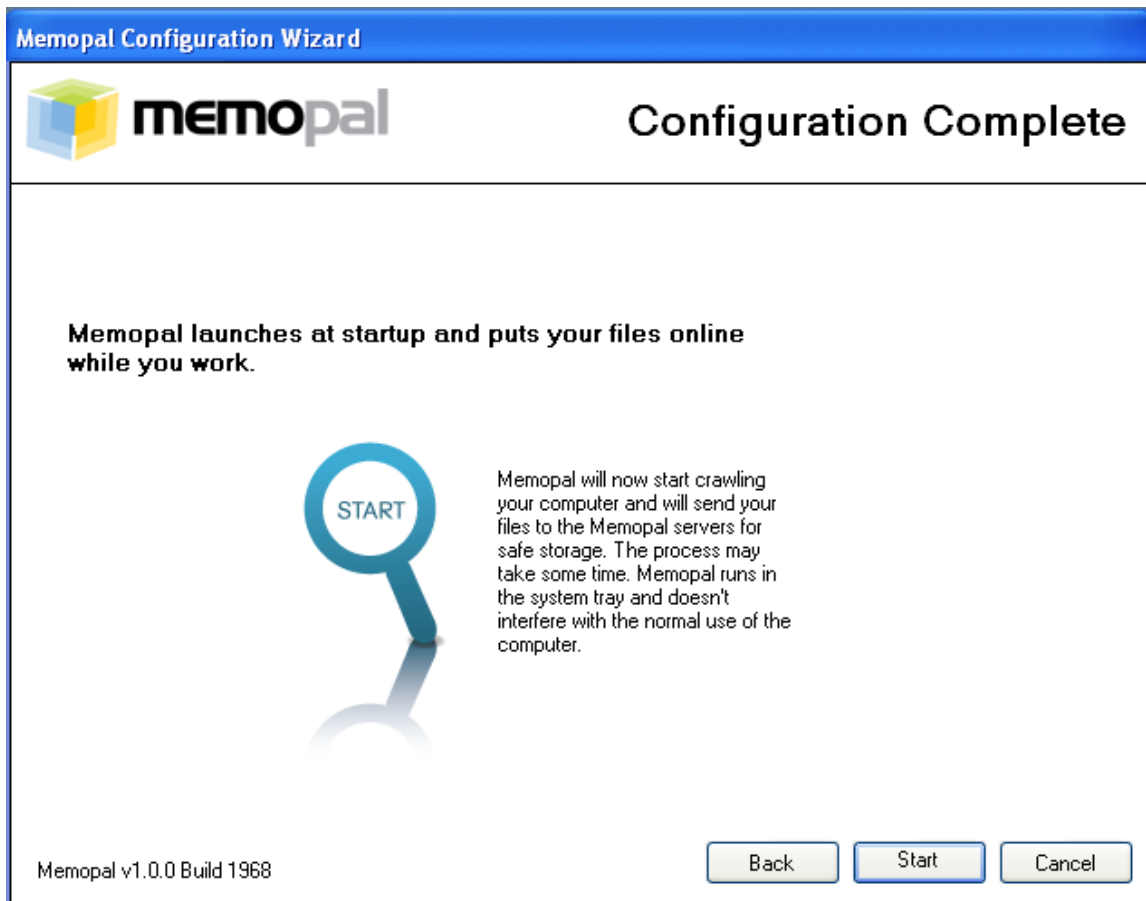 Memopal Configuration Wizard
memopal
Configuration Complete
Memopal launches at startup and puts your files online
while you work.
START
Memopal will now start crawling
your computer and will send your
files to the Memopal servers for
safe storage. The process may
take some time. Memopal runs in
the system tray and doesn't
interfere with the normal use of the
computer.
Memopal v1.0.0 Build 1968
Back
Start
Cancel